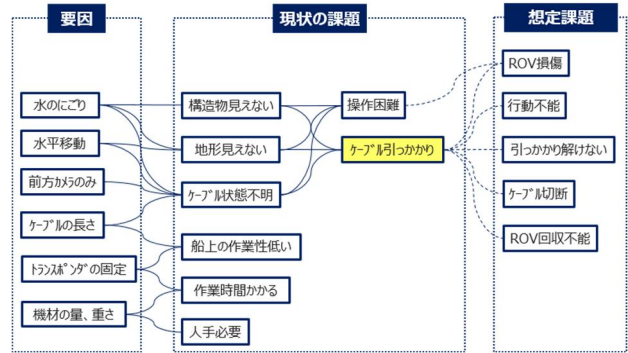 要因
現状の課題
想定課題
水のにごり
水平移動
前方ｶﾒﾗのみ
ｹｰﾌﾞﾙの長さ
ﾄﾗﾝｽﾎﾟﾝﾀﾞの固定
機材の量、重さ
構造物見えない
地形見えない
ｹｰﾌﾞﾙ状態不明
船上の作業性低い
作業時間かかる
人手必要
操作困難
ｹｰﾌﾞﾙ引っかかり
ROV損傷
行動不能
引っかかり解けない
ｹｰﾌﾞﾙ切断
ROV回収不能